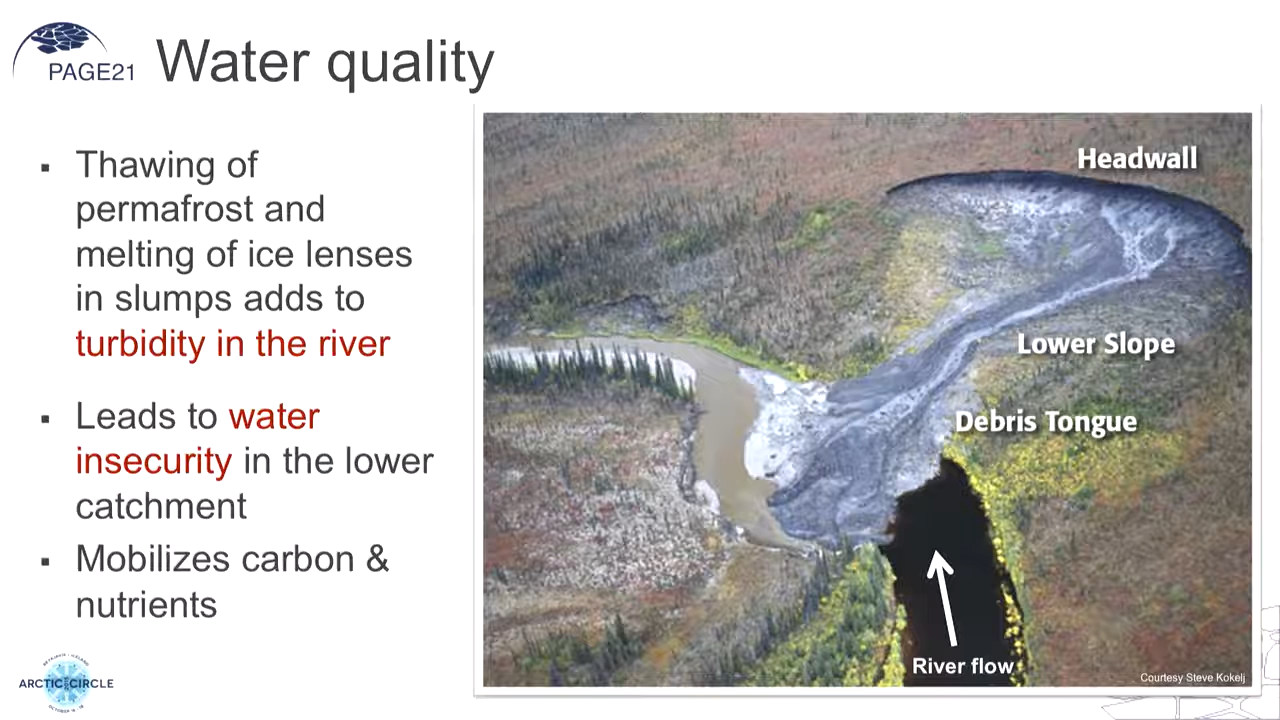 PAGE21
Water quality
▪ Thawing of
permafrost and
melting of ice lenses
in slumps adds to
turbidity in the river
▪ Leads to water
insecurity in the lower
catchment
▪ Mobilizes carbon &
nutrients
Headwall
Lower Slope
Debris Tongue
River flow
Courtesy Steve Kokelj
REYKJAVIK · ICELAND
ARCTIC CIRCLE